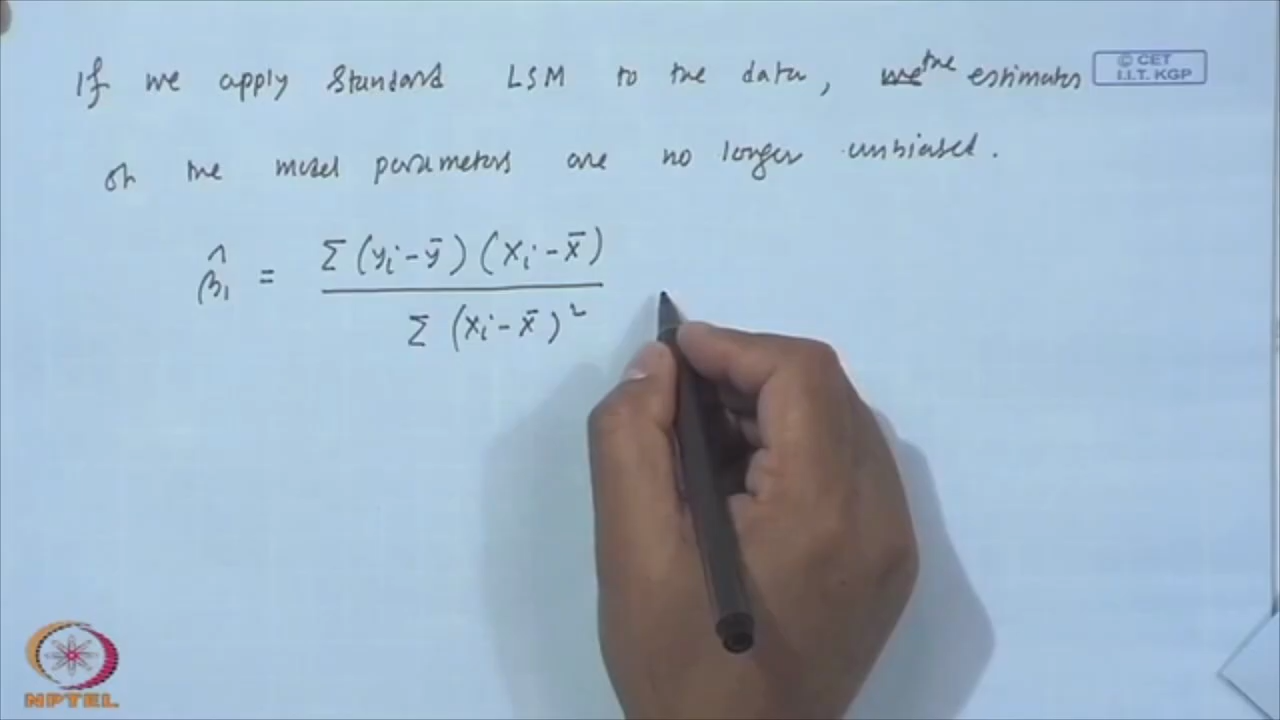 If we apply Standard LSM to the data, the estimates
© CET
I.I.T. KGP
of the model parameters are no longer unbiased.
β̂₁ = Σ(yᵢ-ȳ)(Xᵢ-X̄) / Σ(Xᵢ-X̄)²
NPTEL